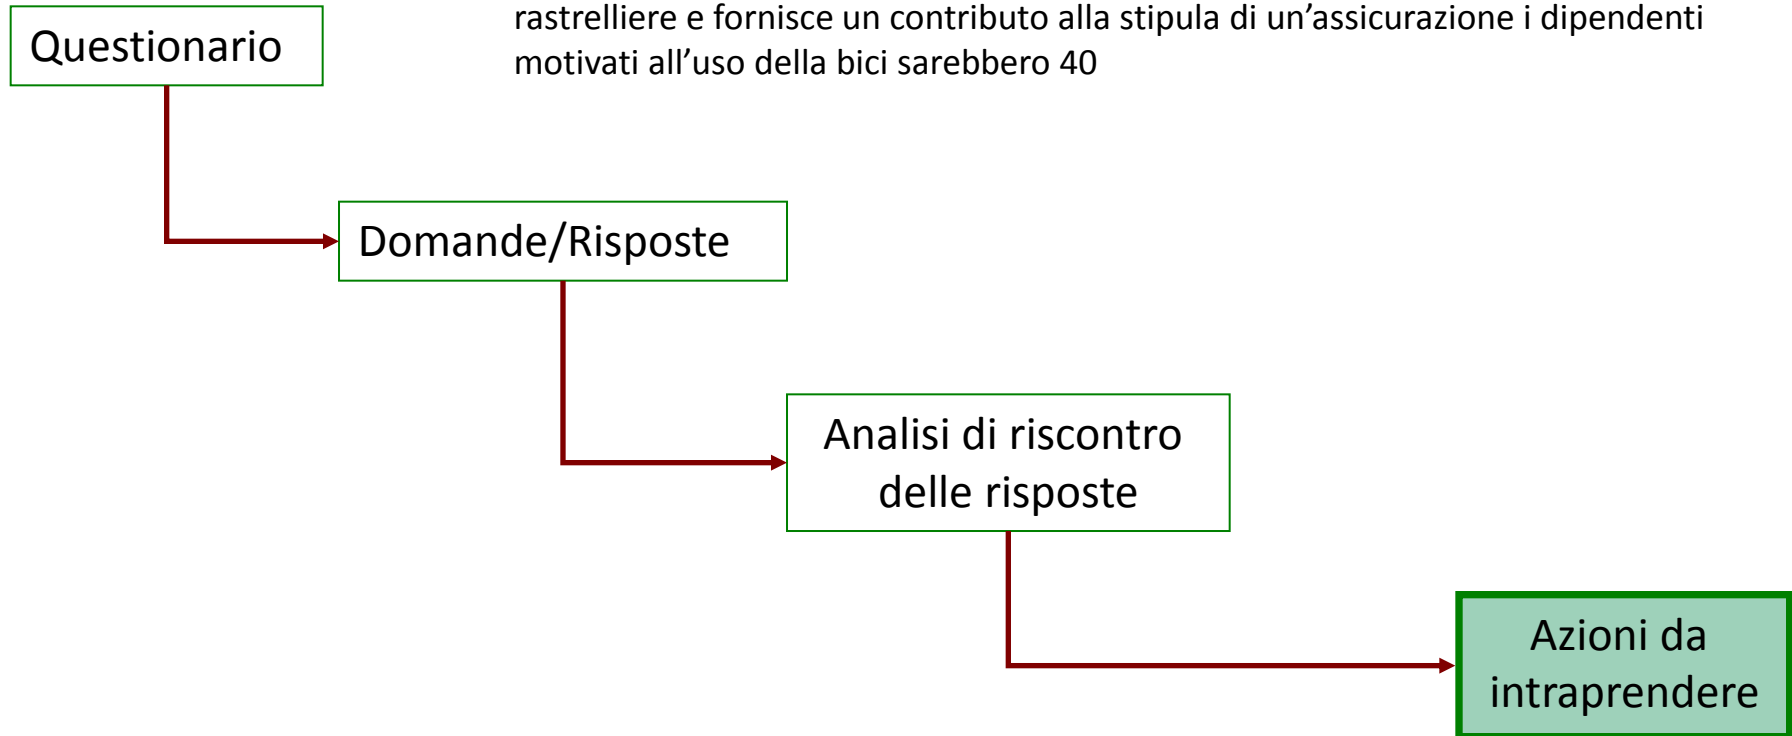 rastrelliere e fornisce un contributo alla stipula di un’assicurazione i dipendenti
motivati all’uso della bici sarebbero 40
Questionario
Domande/Risposte
Analisi di riscontro
delle risposte
Azioni da
intraprendere